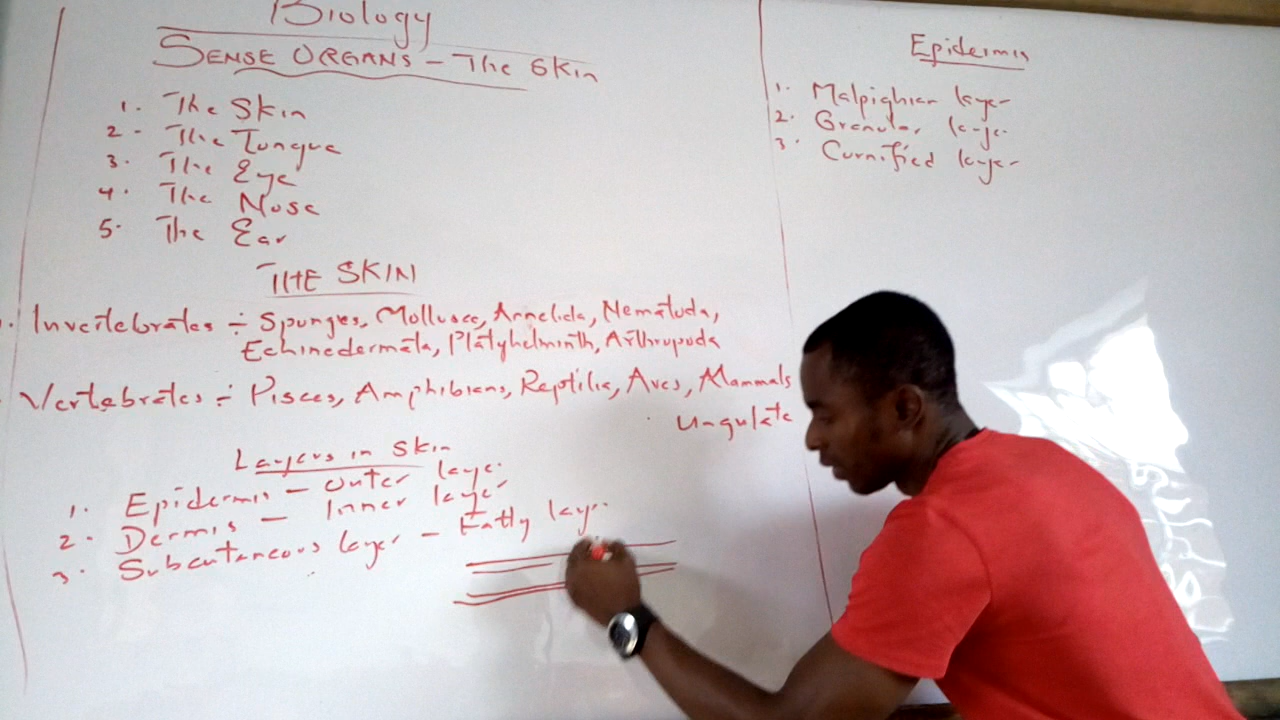 Biology
SENSE ORGANS - The Skin
1. The Skin
2. The Tongue
3. The Eye
4. The Nose
5. The Ear
THE SKIN
Invertebrates ÷ Sponges, Mollusca, Annelida, Nematoda,
Echinodermata, Platyhelminth, Arthropoda
Vertebrates ÷ Pisces, Amphibians, Reptilia, Aves, Mammals
ungulate
Layers in Skin
1. Epidermis - outer layer
2. Dermis - Inner layer
3. Subcutaneous layer - Fatty layer
Epidermis
1. Malpighian layer
2. Granular layer
3. Cornified layer